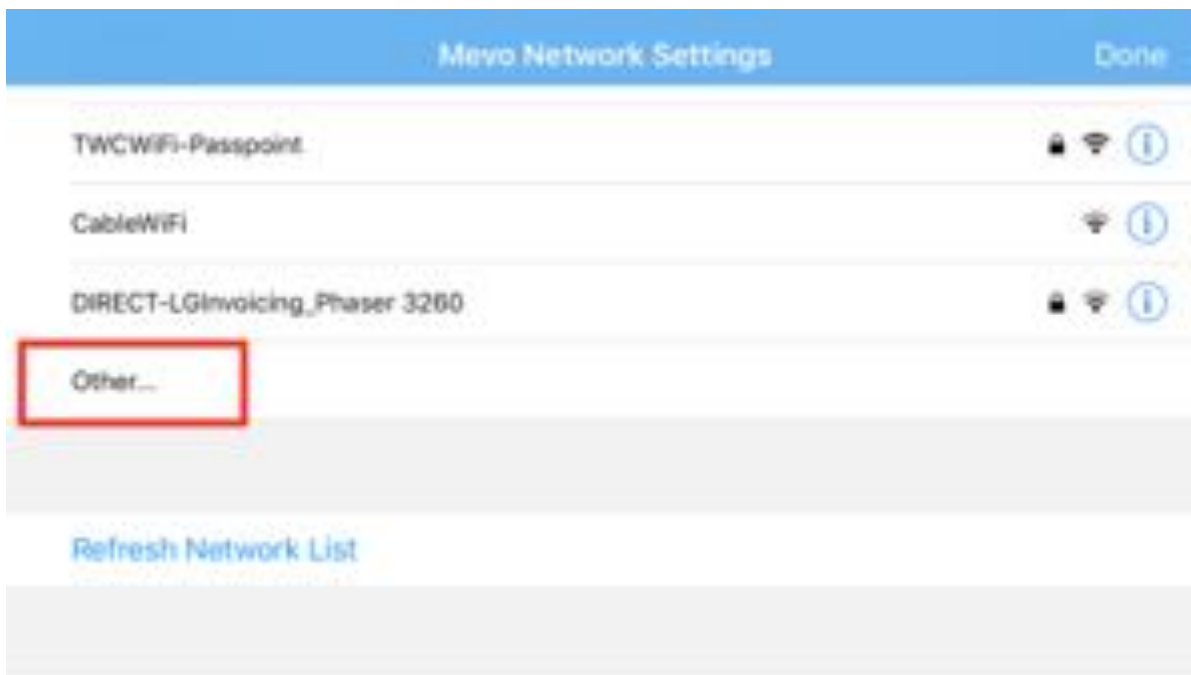 Mevo Network Settings
Done
TWCWiFi-Passpoint
CableWiFi
DIRECT-LGInvoicing_Phaser 3260
Other...
Refresh Network List